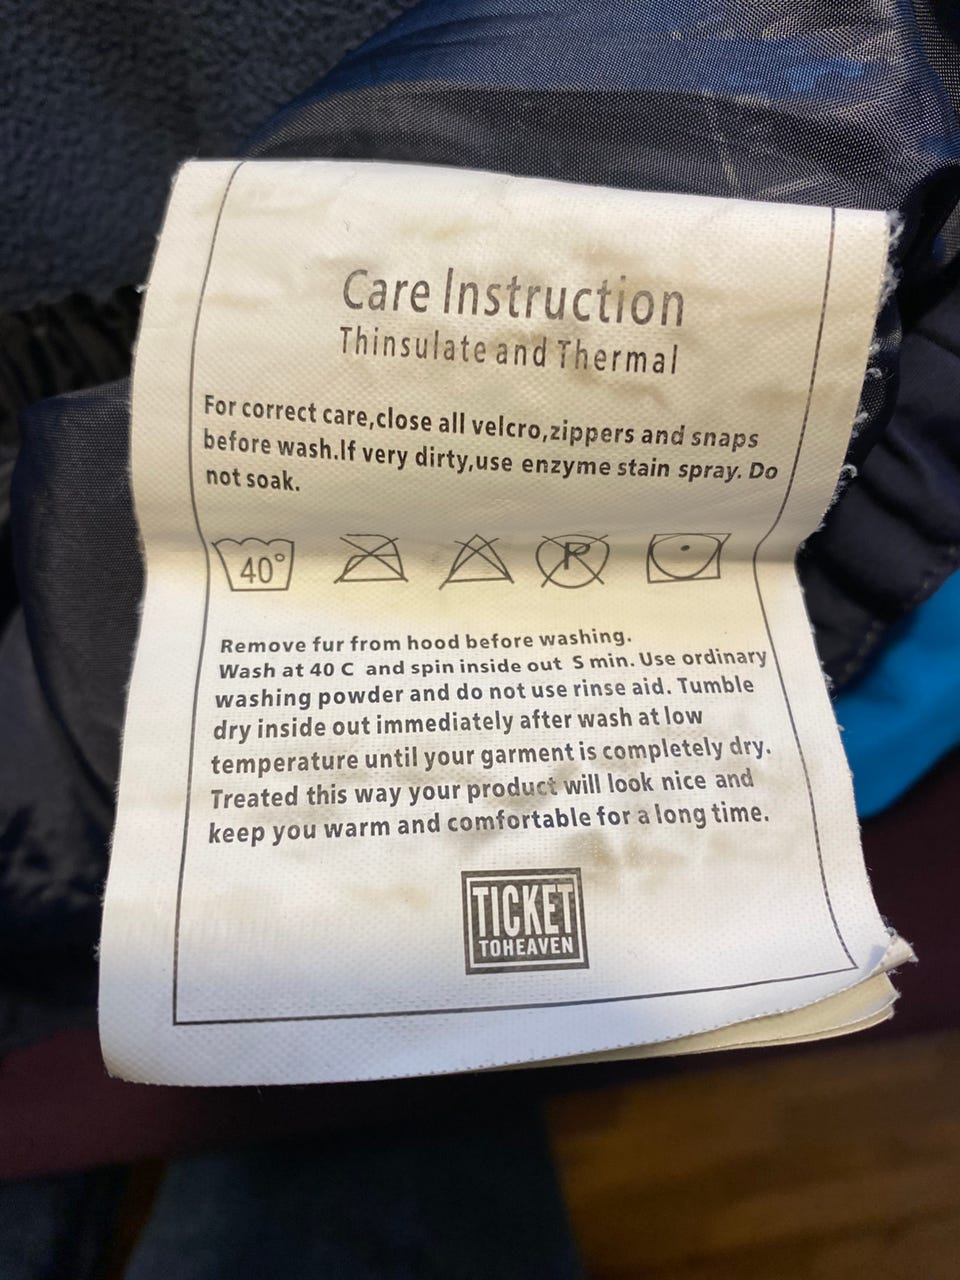 Care Instruction
Thinsulate and Thermal
For correct care,close all velcro,zippers and snaps
before wash.If very dirty,use enzyme stain spray. Do
not soak.
40° P
Remove fur from hood before washing.
Wash at 40 C and spin inside out S min. Use ordinary
washing powder and do not use rinse aid. Tumble
dry inside out immediately after wash at low
temperature until your garment is completely dry.
Treated this way your product will look nice and
keep you warm and comfortable for a long time.
TICKET
TOHEAVEN